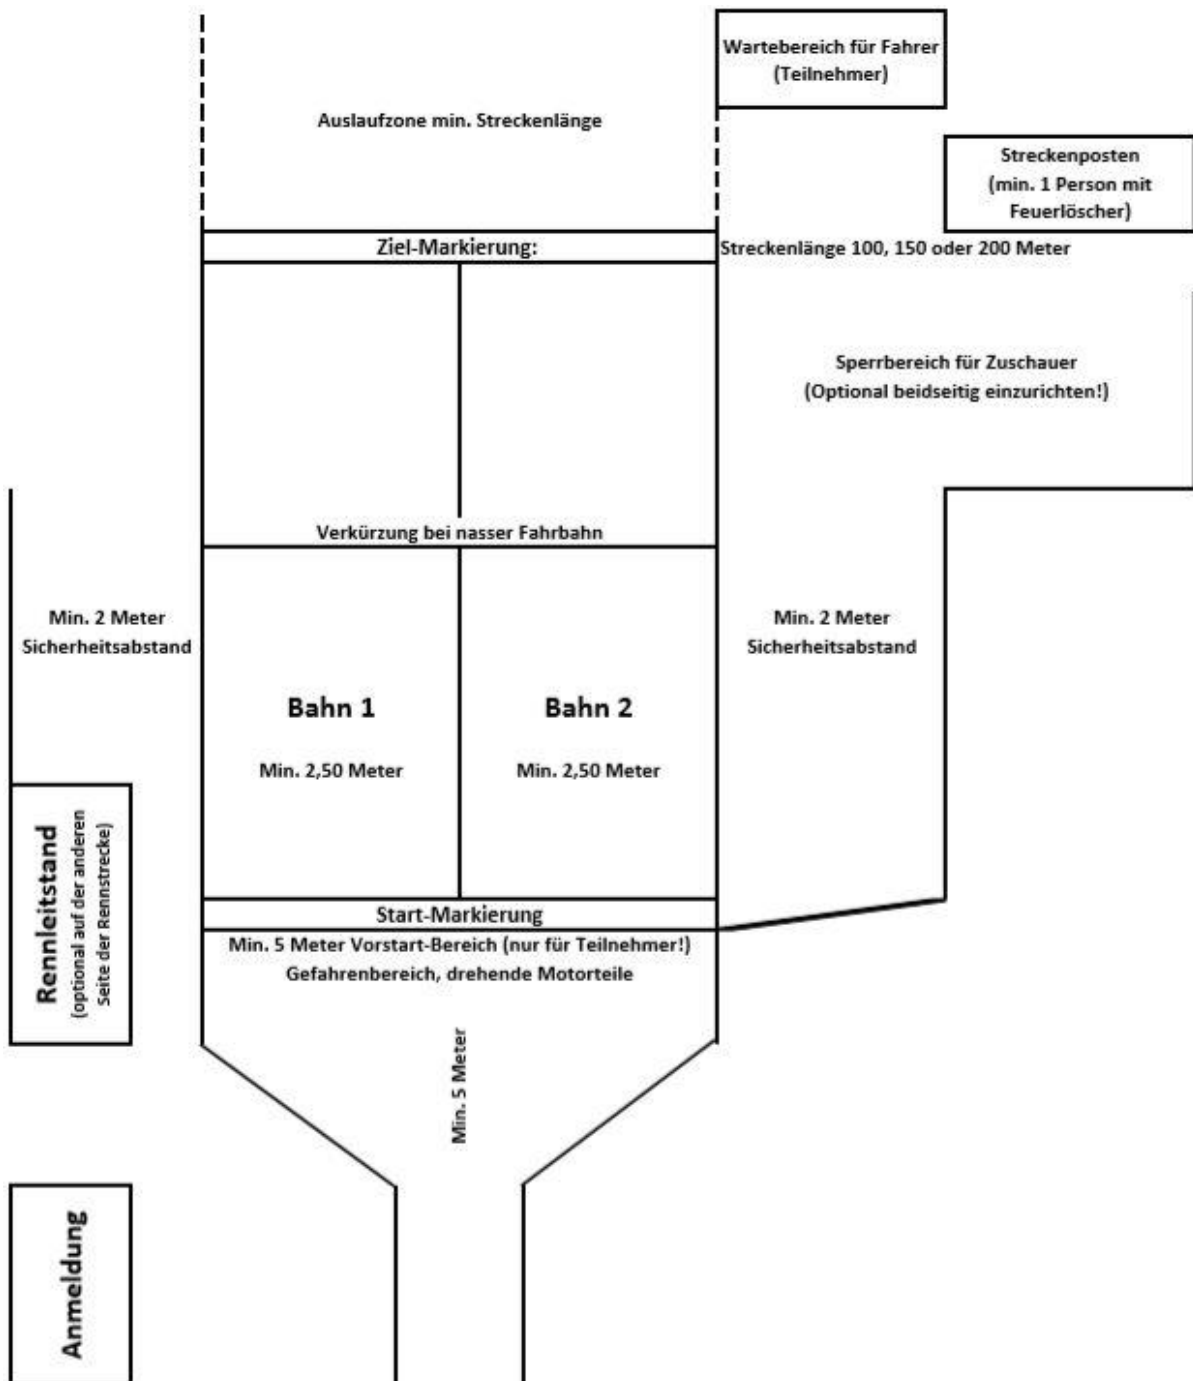 Wartebereich für Fahrer
(Teilnehmer)
Auslaufzone min. Streckenlänge
Streckenposten
(min. 1 Person mit
Feuerlöscher)
Ziel-Markierung:
Streckenlänge 100, 150 oder 200 Meter
Sperrbereich für Zuschauer
(Optional beidseitig einzurichten!)
Verkürzung bei nasser Fahrbahn
Min. 2 Meter
Sicherheitsabstand
Min. 2 Meter
Sicherheitsabstand
Bahn 1
Min. 2,50 Meter
Bahn 2
Min. 2,50 Meter
Rennleitstand
(optional auf der anderen
Seite der Rennstrecke)
Start-Markierung
Min. 5 Meter Vorstart-Bereich (nur für Teilnehmer!)
Gefahrenbereich, drehende Motorteile
Min. 5 Meter
Anmeldung